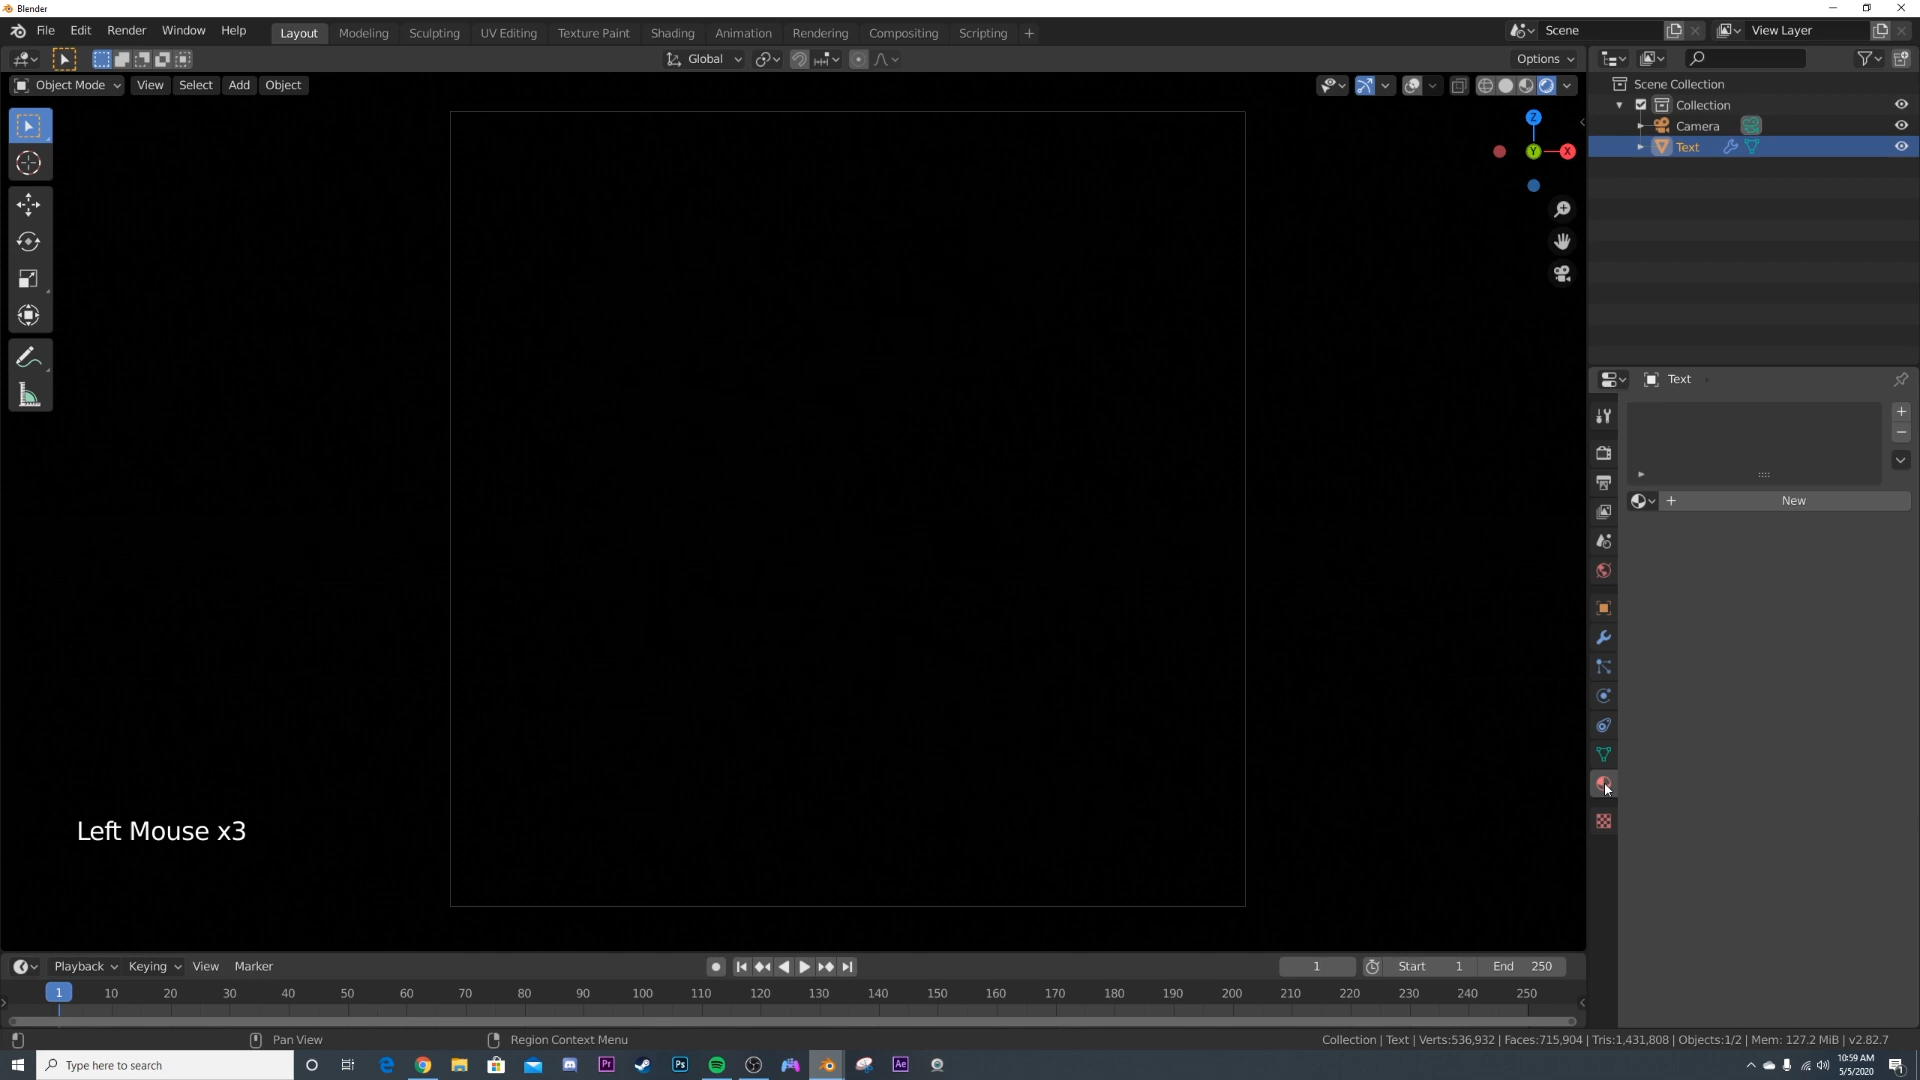 Blender
File Edit Render Window Help
Layout Modeling Sculpting UV Editing Texture Paint Shading Animation Rendering Compositing Scripting +
Scene
View Layer
Global
Options
Object Mode View Select Add Object
Z
Y
X
Scene Collection
Collection
Camera
Text
Text
New
Left Mouse x3
Playback Keying View Marker
1
Start 1
End 250
1 10 20 30 40 50 60 70 80 90 100 110 120 130 140 150 160 170 180 190 200 210 220 230 240 250
Pan View
Region Context Menu
Collection | Text | Verts:536,932 | Faces:715,904 | Tris:1,431,808 | Objects:1/2 | Mem: 127.2 MiB | v2.82.7
Type here to search
Pr
Ps
Ae
10:59 AM
5/5/2020
1